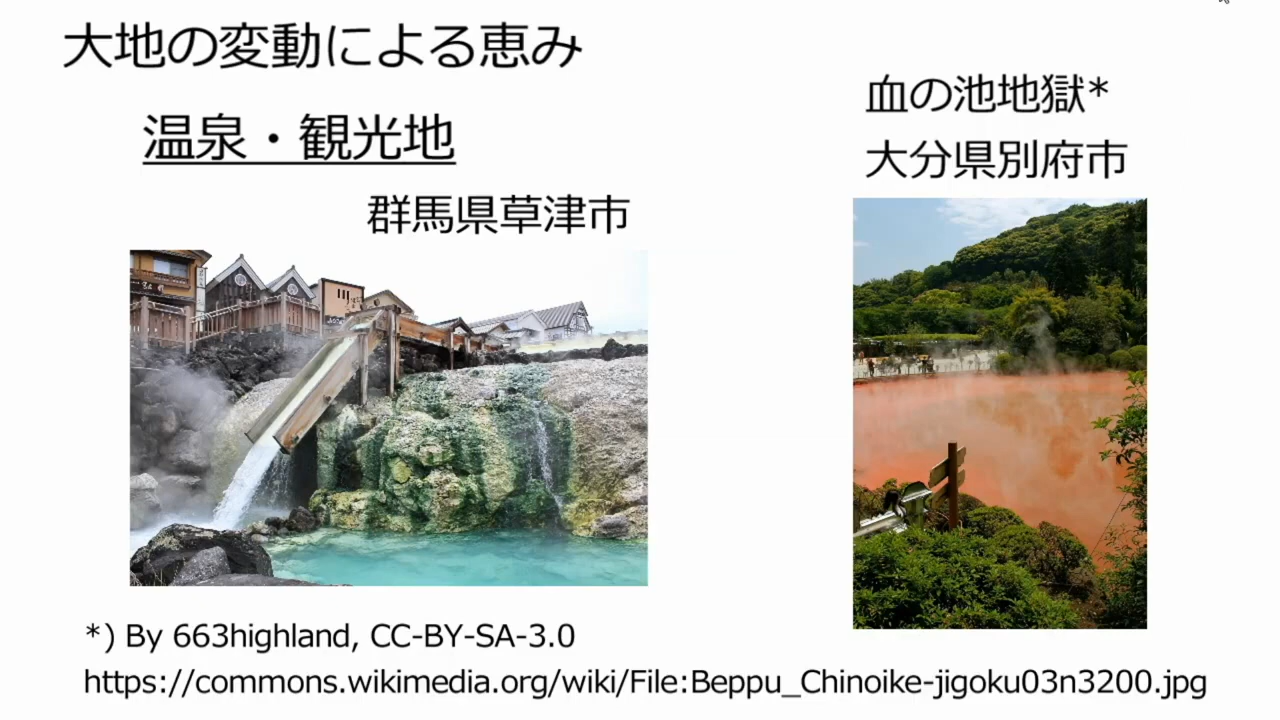 大地の変動による恵み
温泉・観光地
群馬県草津市
血の池地獄*
大分県別府市
*) By 663highland, CC-BY-SA-3.0
https://commons.wikimedia.org/wiki/File:Beppu_Chinoike-jigoku03n3200.jpg